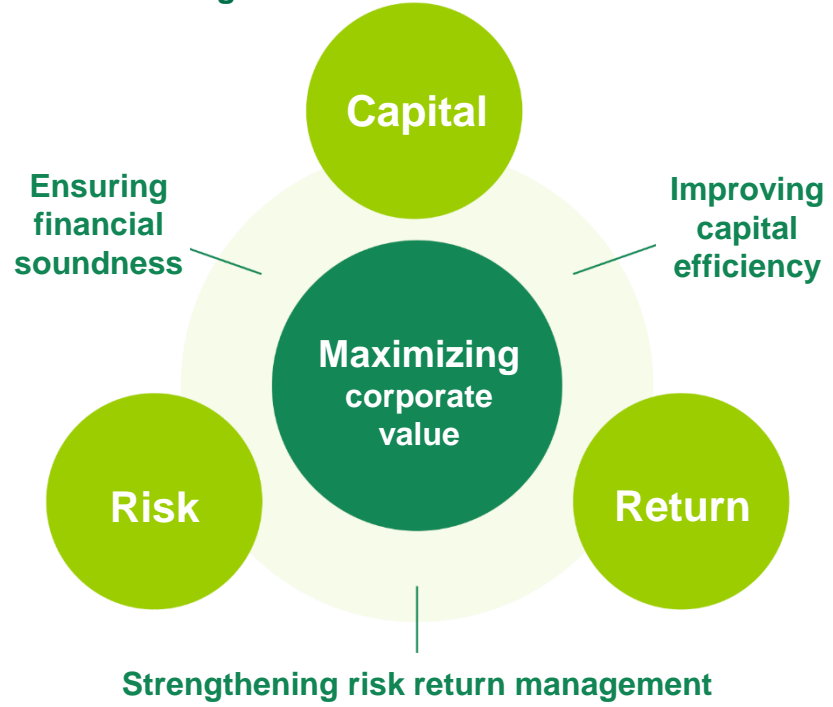 Capital
Ensuring
financial
soundness
Improving
capital
efficiency
Maximizing
corporate
value
Risk
Return
Strengthening risk return management